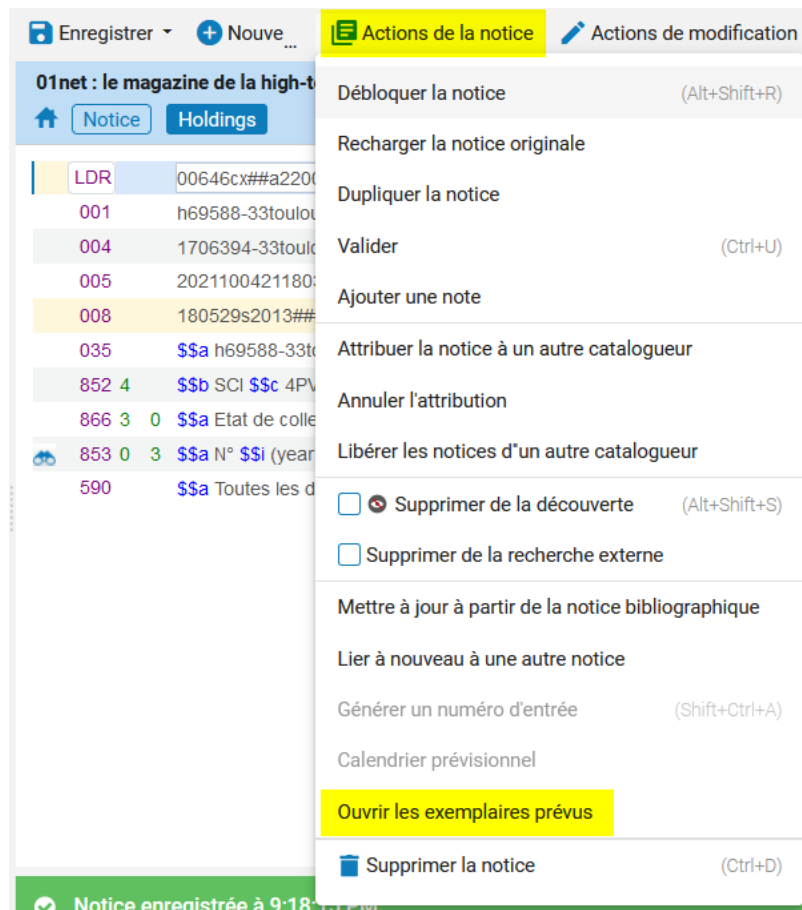 Enregistrer
Nouve...
Actions de la notice
Actions de modification
01net : le magazine de la high-t
Notice
Holdings
LDR 00646cx##a2200
001 h69588-33toulou
004 1706394-33toulo
005 20211004211803
008 180529s2013##
035 $$a h69588-33to
852 4 $$b SCI $$c 4PV
866 3 0 $$a Etat de colle
853 0 3 $$a N° $$i (year
590 $$a Toutes les d
Débloquer la notice (Alt+Shift+R)
Recharger la notice originale
Dupliquer la notice
Valider (Ctrl+U)
Ajouter une note
Attribuer la notice à un autre catalogueur
Annuler l'attribution
Libérer les notices d"un autre catalogueur
Supprimer de la découverte (Alt+Shift+S)
Supprimer de la recherche externe
Mettre à jour à partir de la notice bibliographique
Lier à nouveau à une autre notice
Générer un numéro d'entrée (Shift+Ctrl+A)
Calendrier prévisionnel
Ouvrir les exemplaires prévus
Supprimer la notice (Ctrl+D)
Notice enregistrée à 9:18: